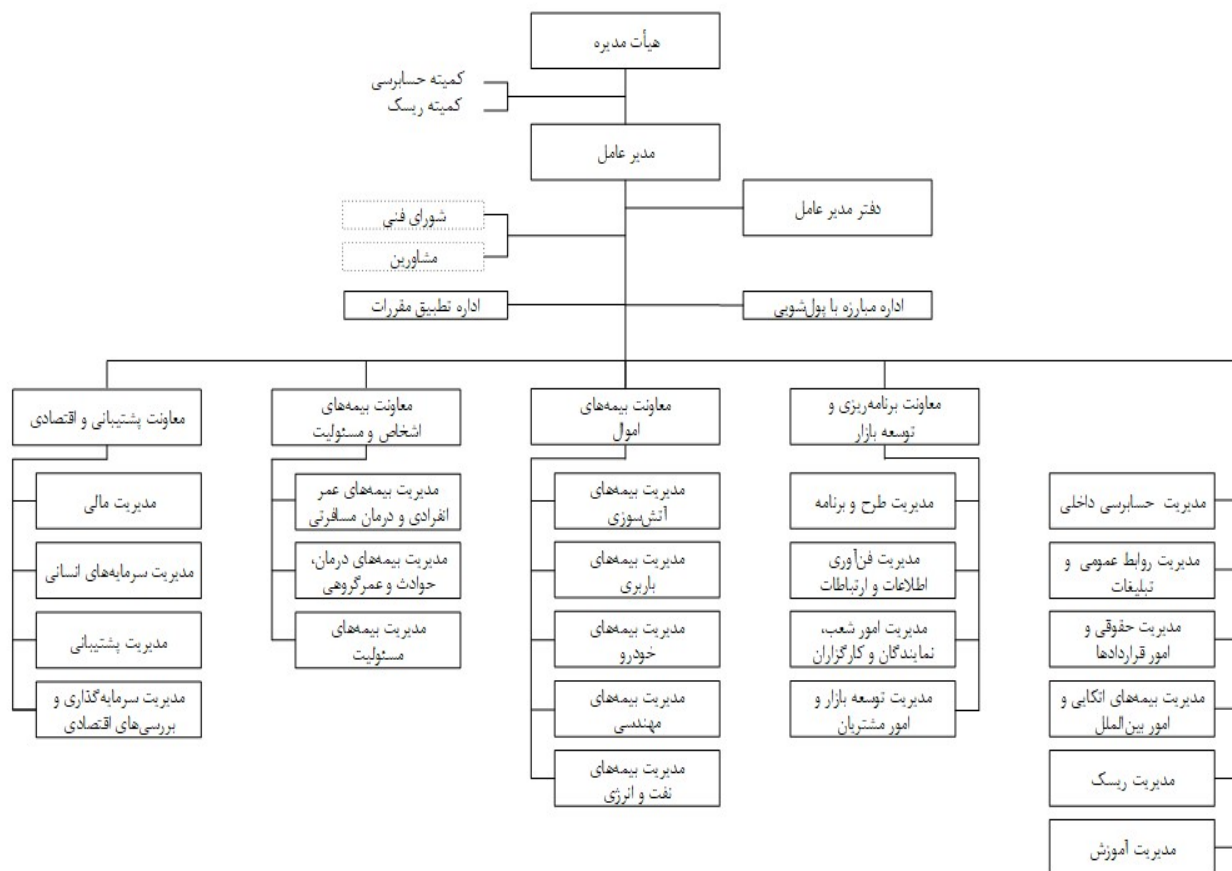 هیأت مدیره
کمیته حسابرسی
کمیته ریسک
مدیر عامل
دفتر مدیر عامل
شورای فنی
مشاورین
اداره مبارزه با پول‌شویی
اداره تطبیق مقررات
معاونت برنامه‌ریزی و
توسعه بازار
معاونت بیمه‌های
اموال
معاونت بیمه‌های
اشخاص و مسئولیت
معاونت پشتیبانی و اقتصادی
مدیریت حسابرسی داخلی
مدیریت روابط عمومی و
تبلیغات
مدیریت حقوقی و
امور قراردادها
مدیریت بیمه‌های اتکایی و
امور بین‌الملل
مدیریت ریسک
مدیریت آموزش
مدیریت طرح و برنامه
مدیریت فن‌آوری
اطلاعات و ارتباطات
مدیریت امور شعب،
نمایندگان و کارگزاران
مدیریت توسعه بازار و
امور مشتریان
مدیریت بیمه‌های
آتش‌سوزی
مدیریت بیمه‌های
باربری
مدیریت بیمه‌های
خودرو
مدیریت بیمه‌های
مهندسی
مدیریت بیمه‌های
نفت و انرژی
مدیریت بیمه‌های عمر
انفرادی و درمان مسافرتی
مدیریت بیمه‌های درمان،
حوادث و عمرگروهی
مدیریت بیمه‌های
مسئولیت
مدیریت مالی
مدیریت سرمایه‌های انسانی
مدیریت پشتیبانی
مدیریت سرمایه‌گذاری و
بررسی‌های اقتصادی